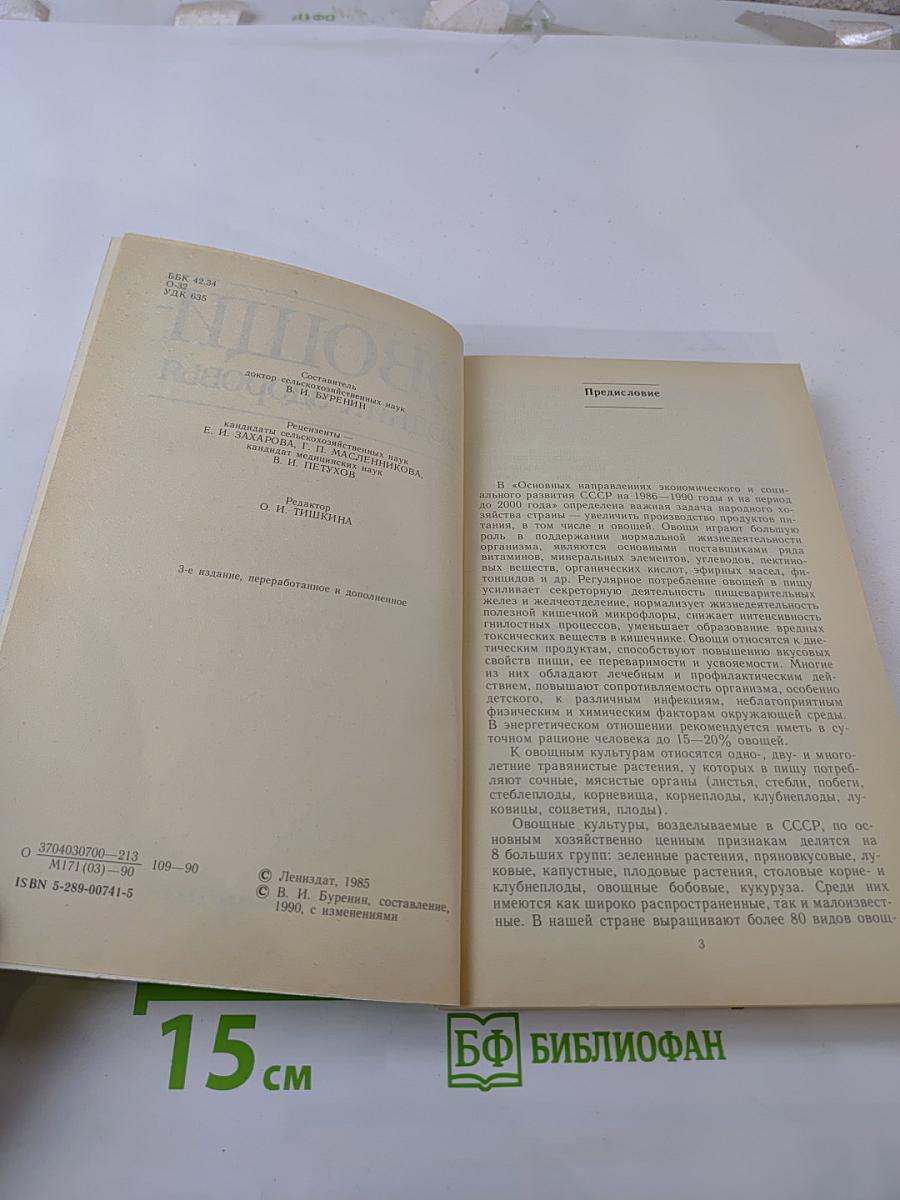 ББК 42.34
О-32
УДК 635
Составитель
доктор сельскохозяйственных наук
В. И. БУРЕНИН
Рецензенты —
кандидаты сельскохозяйственных наук
Е. И. ЗАХАРОВА, Г. П. МАСЛЕННИКОВА,
кандидат медицинских наук
В. И. ПЕТУХОВ
Редактор
О. И. ТИШКИНА
3-е издание, переработанное и дополненное
О 3704030700—213
М171(03)—90
109—90
ISBN 5-289-00741-5
© Лениздат, 1985
© В. И. Буренин, составление,
1990, с изменениями
Предисловие
В «Основных направлениях экономического и соци-
ального развития СССР на 1986—1990 годы и на период
до 2000 года» определена важная задача народного хо-
зяйства страны — увеличить производство продуктов пи-
тания, в том числе и овощей. Овощи играют большую
роль в поддержании нормальной жизнедеятельности
организма, являются основными поставщиками ряда
витаминов, минеральных элементов, углеводов, пектино-
вых веществ, органических кислот, эфирных масел, фи-
тонцидов и др. Регулярное потребление овощей в пищу
усиливает секреторную деятельность пищеварительных
желез и желчеотделение, нормализует жизнедеятельность
полезной кишечной микрофлоры, снижает интенсивность
гнилостных процессов, уменьшает образование вредных
токсических веществ в кишечнике. Овощи относятся к дие-
тическим продуктам, способствуют повышению вкусовых
свойств пищи, ее переваримости и усвояемости. Многие
из них обладают лечебным и профилактическим дей-
ствием, повышают сопротивляемость организма, особенно
детского, к различным инфекциям, неблагоприятным
физическим и химическим факторам окружающей среды.
В энергетическом отношении рекомендуется иметь в су-
точном рационе человека до 15—20% овощей.
К овощным культурам относятся одно-, дву- и много-
летние травянистые растения, у которых в пищу потреб-
ляют сочные, мясистые органы (листья, стебли, побеги,
стеблеплоды, корневища, корнеплоды, клубнеплоды, лу-
ковицы, соцветия, плоды).
Овощные культуры, возделываемые в СССР, по ос-
новным хозяйственно ценным признакам делятся на
8 больших групп: зеленные растения, пряновкусовые, лу-
ковые, капустные, плодовые растения, столовые корне- и
клубнеплоды, овощные бобовые, кукуруза. Среди них
имеются как широко распространенные, так и малоизвест-
ные. В нашей стране выращивают более 80 видов овощ-
3
15 см
БФ БИБЛИОФАН